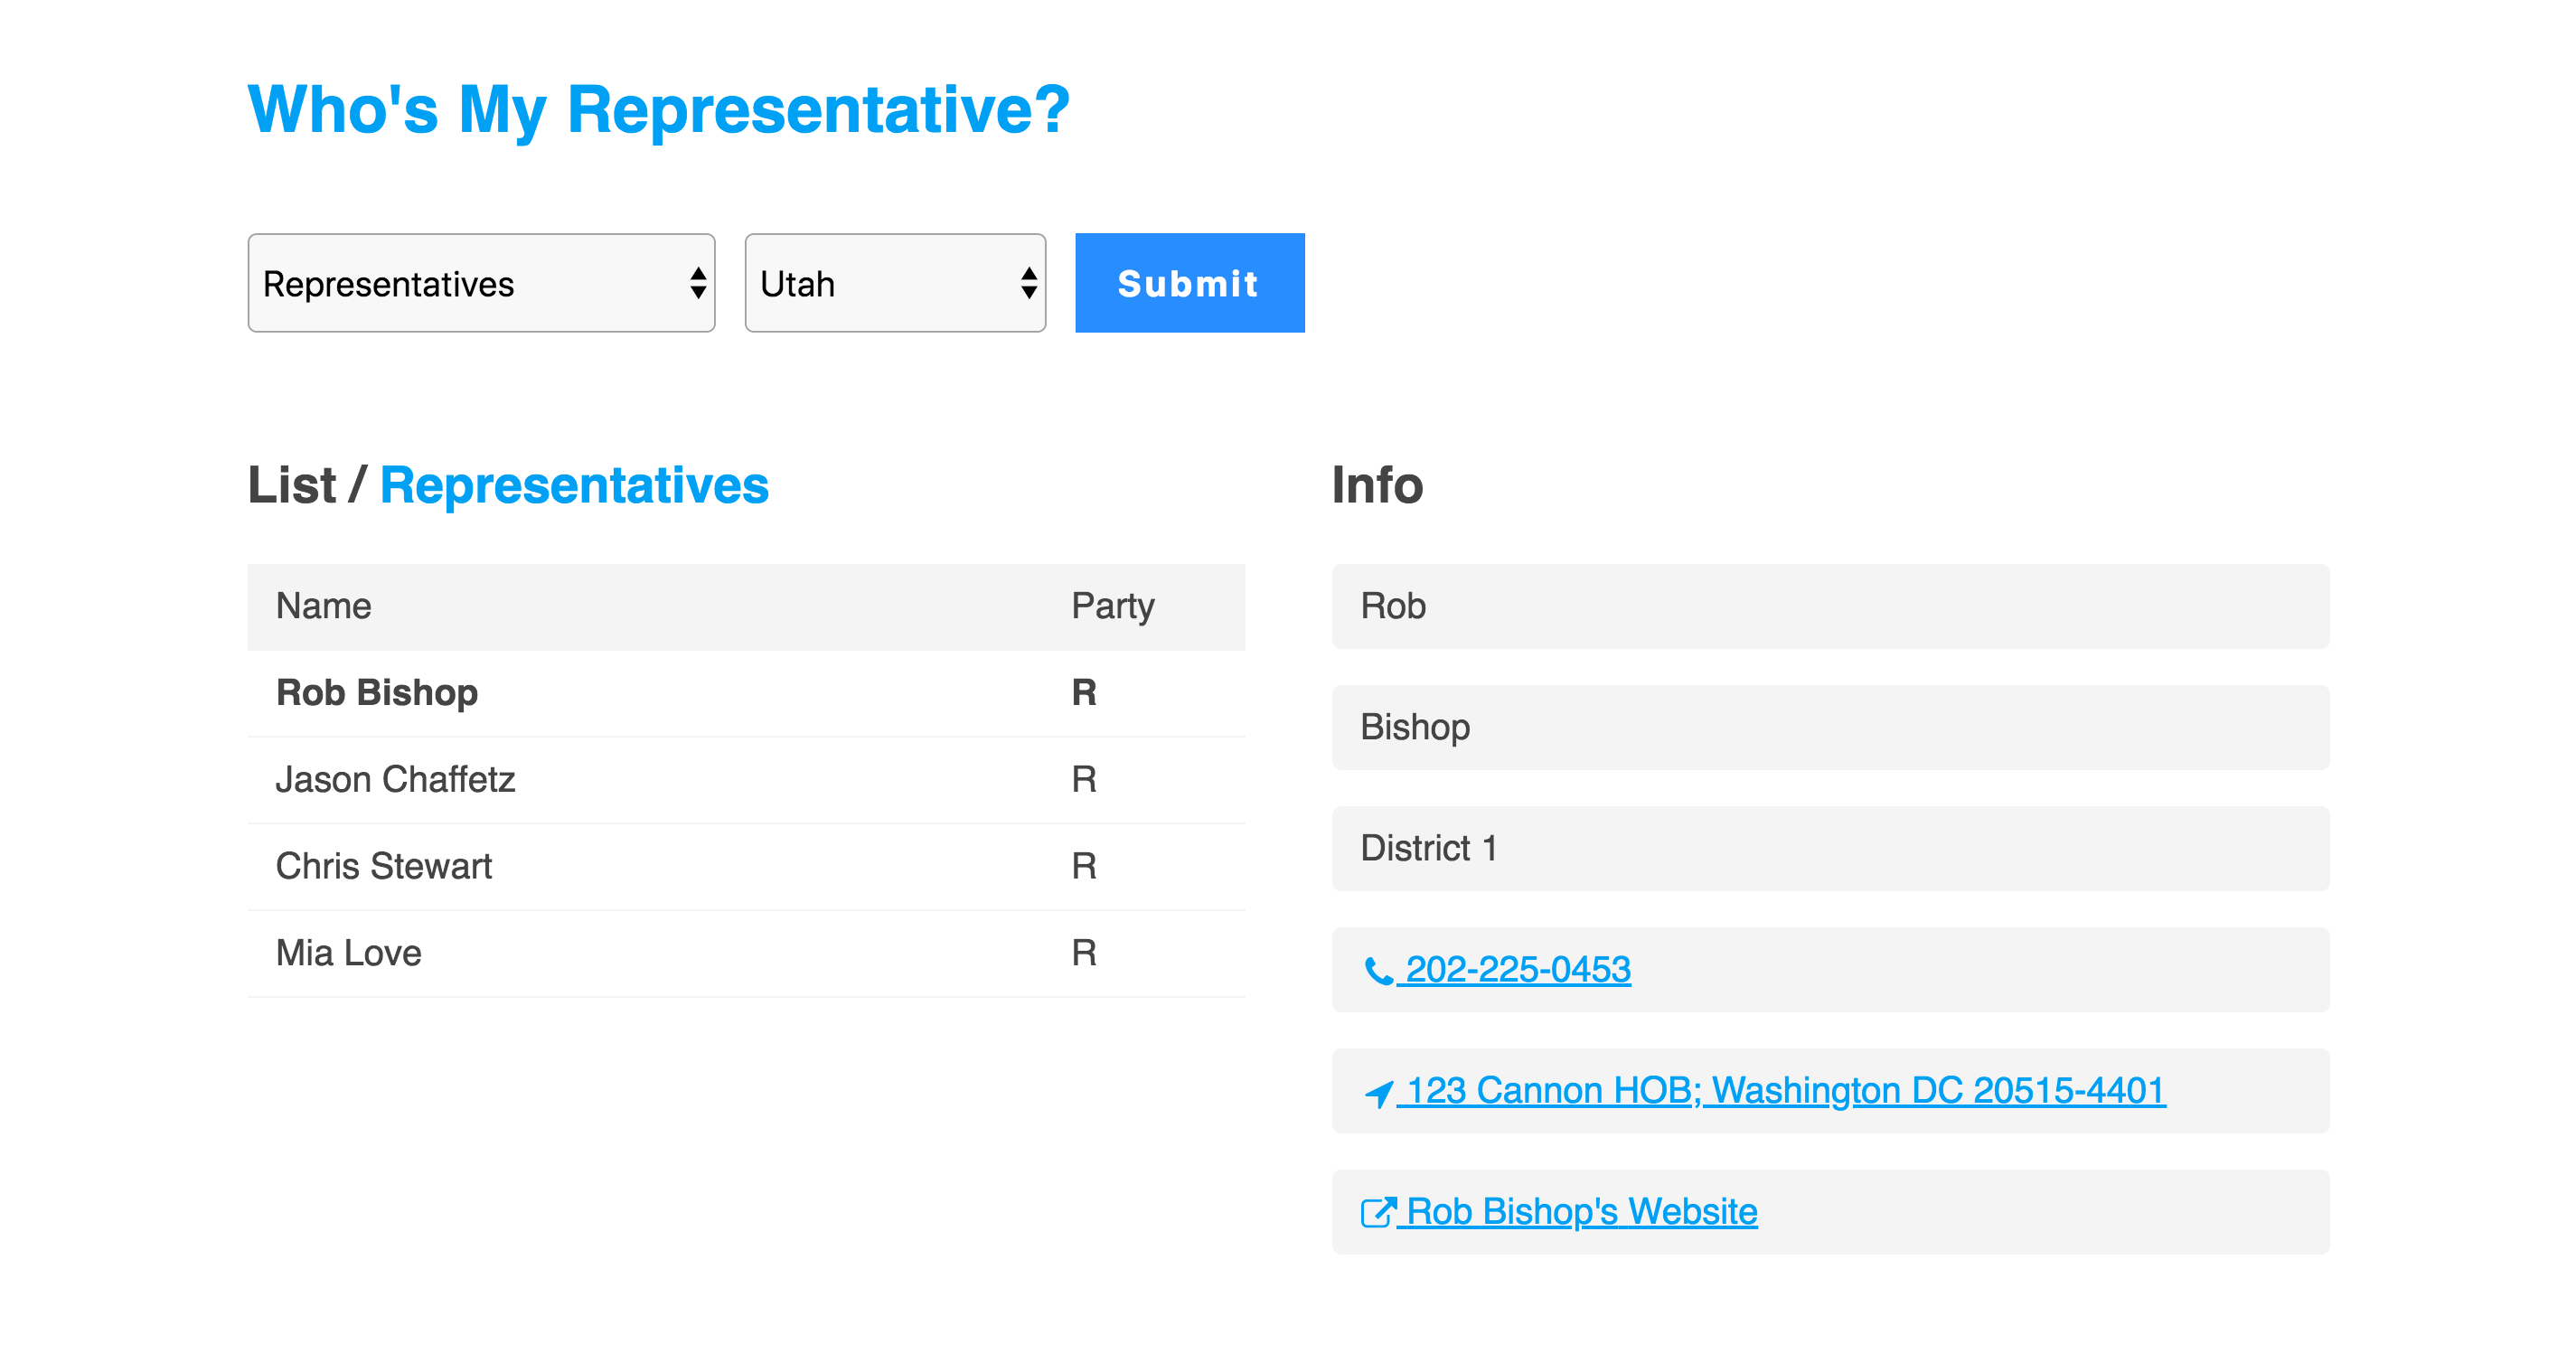 Who's My Representative?
Representatives Utah Submit
List / Representatives
Name Party
Rob Bishop R
Jason Chaffetz R
Chris Stewart R
Mia Love R
Info
Rob
Bishop
District 1
202-225-0453
123 Cannon HOB; Washington DC 20515-4401
Rob Bishop's Website